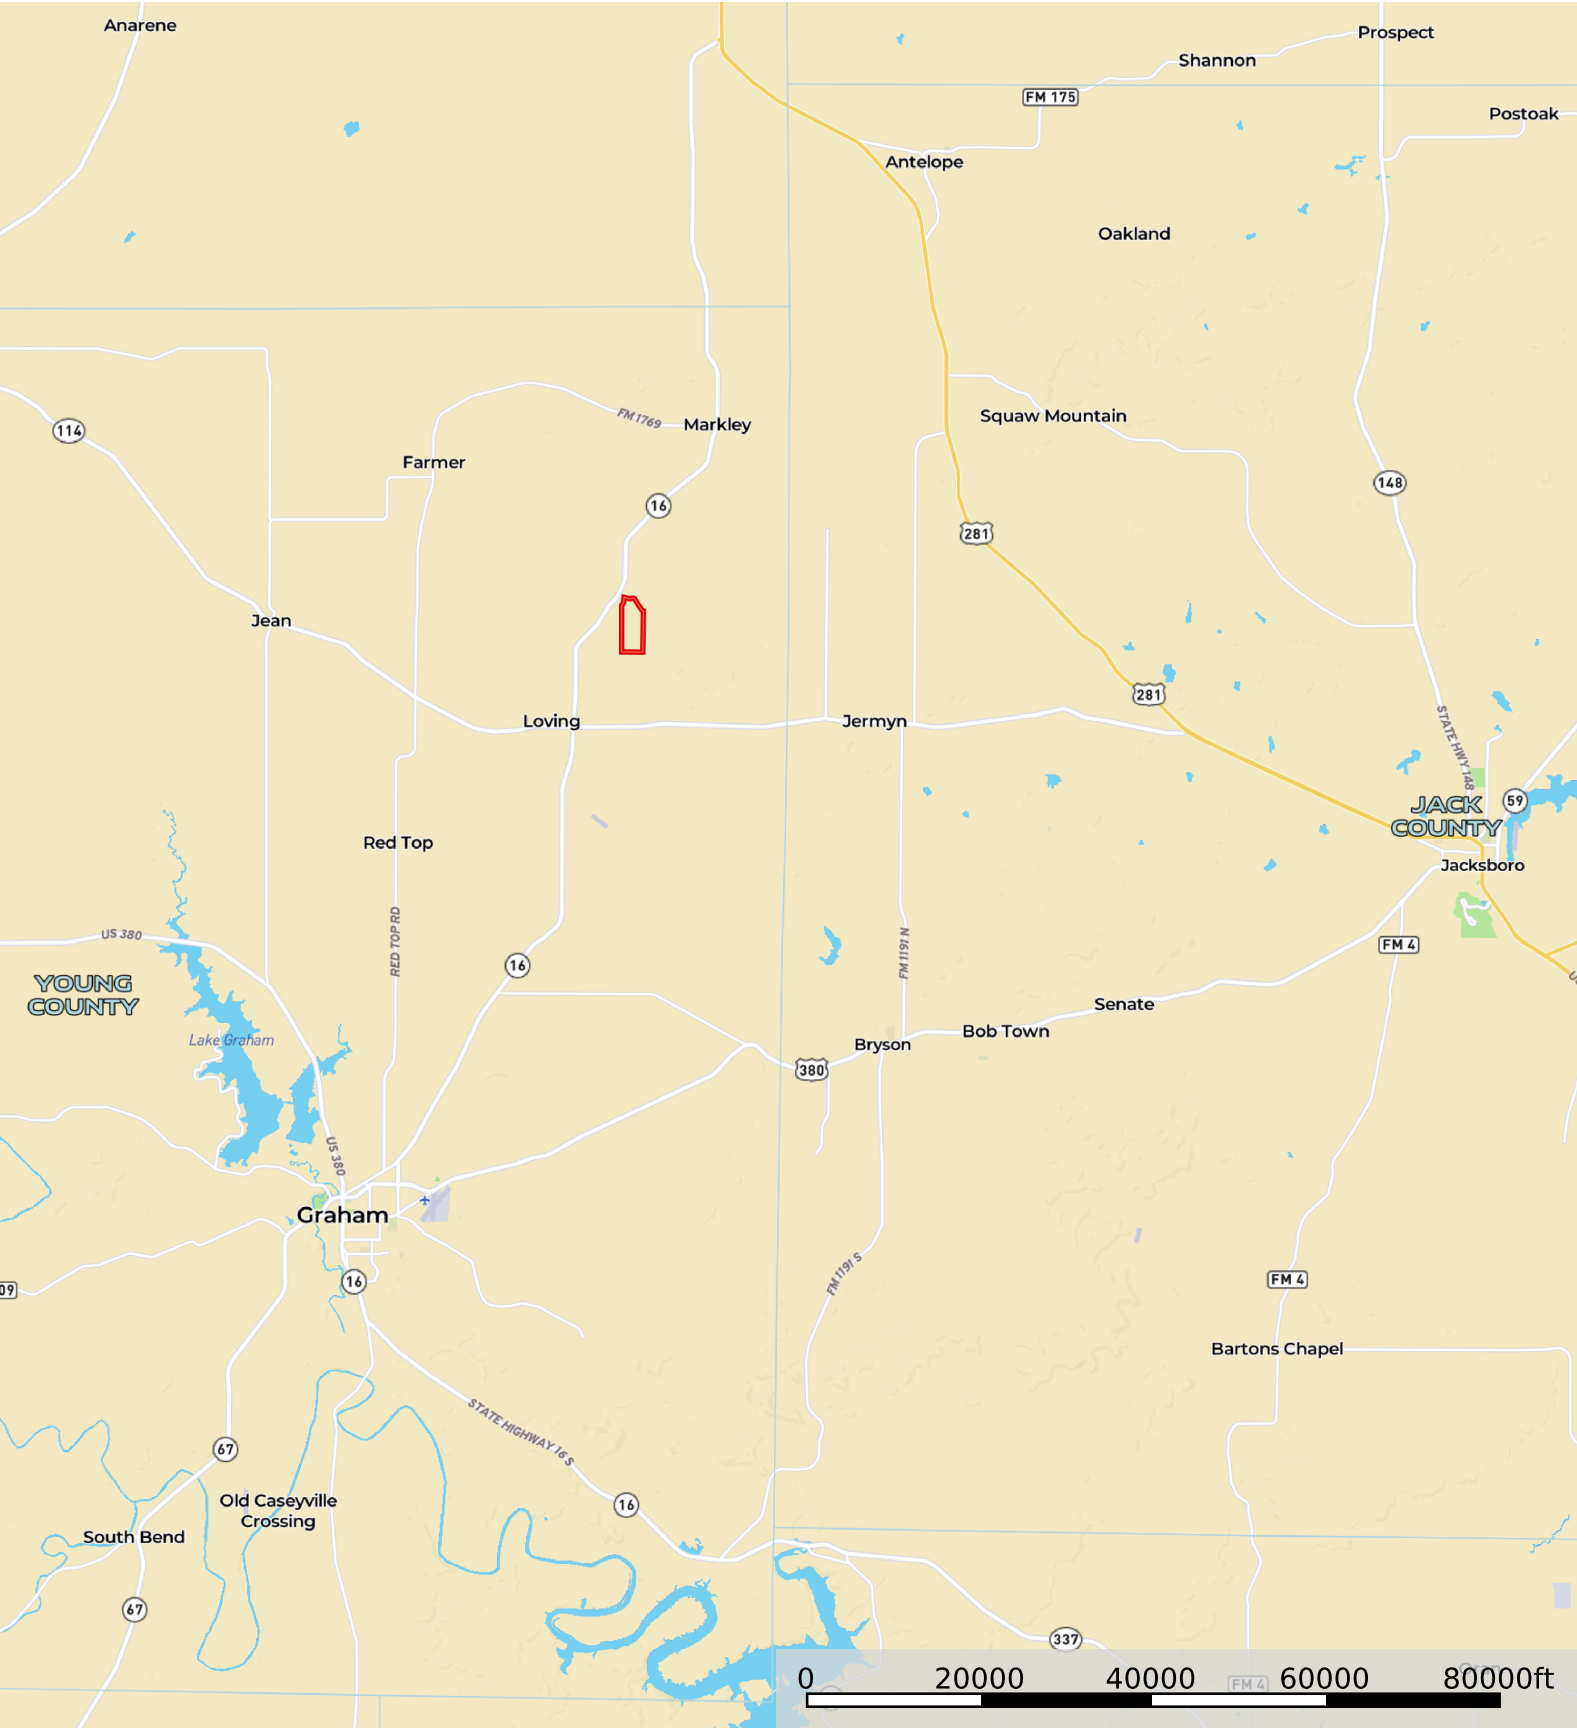 Anarene
Prospect
Shannon
FM 175
Postoak
Antelope
Oakland
FM 1769
Markley
Squaw Mountain
114
Farmer
148
16
281
Jean
281
Loving
Jermyn
STATE HWY 148
JACK
COUNTY
59
Red Top
Jacksboro
US 380
RED TOP RD
FM 1191 N
FM 4
16
YOUNG
COUNTY
Senate
Lake Graham
Bob Town
Bryson
380
US 380
Graham
16
FM 1191 S
FM 4
09
Bartons Chapel
STATE HIGHWAY 16 S
67
Old Caseyville
Crossing
16
South Bend
67
337
0 20000 40000 60000 80000ft
FM 4